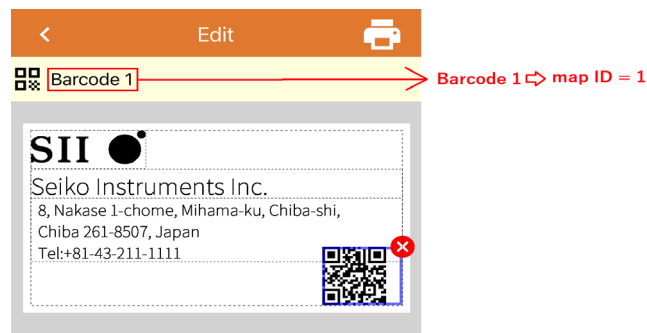 Edit
Barcode 1
Barcode 1 ⇨ map ID = 1
SII
Seiko Instruments Inc.
8, Nakase 1-chome, Mihama-ku, Chiba-shi,
Chiba 261-8507, Japan
Tel:+81-43-211-1111